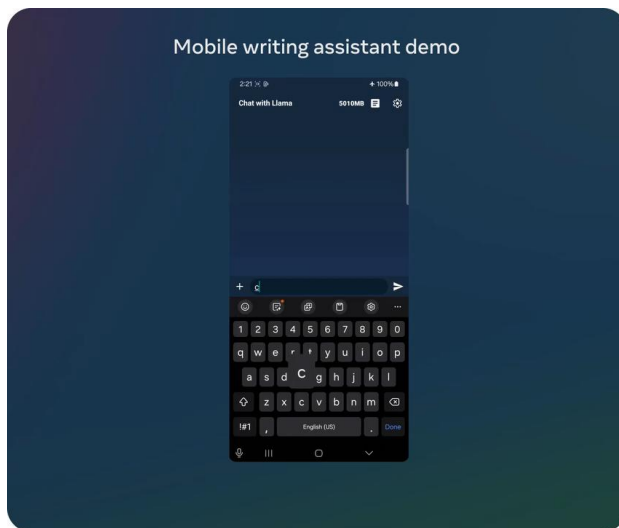 Mobile writing assistant demo
2:21
100%
Chat with Llama 5010MB
c
1 2 3 4 5 6 7 8 9 0
q w e r t y u i o p
a s d C g h j k l
z x c v b n m
!#1 , English (US) . Done